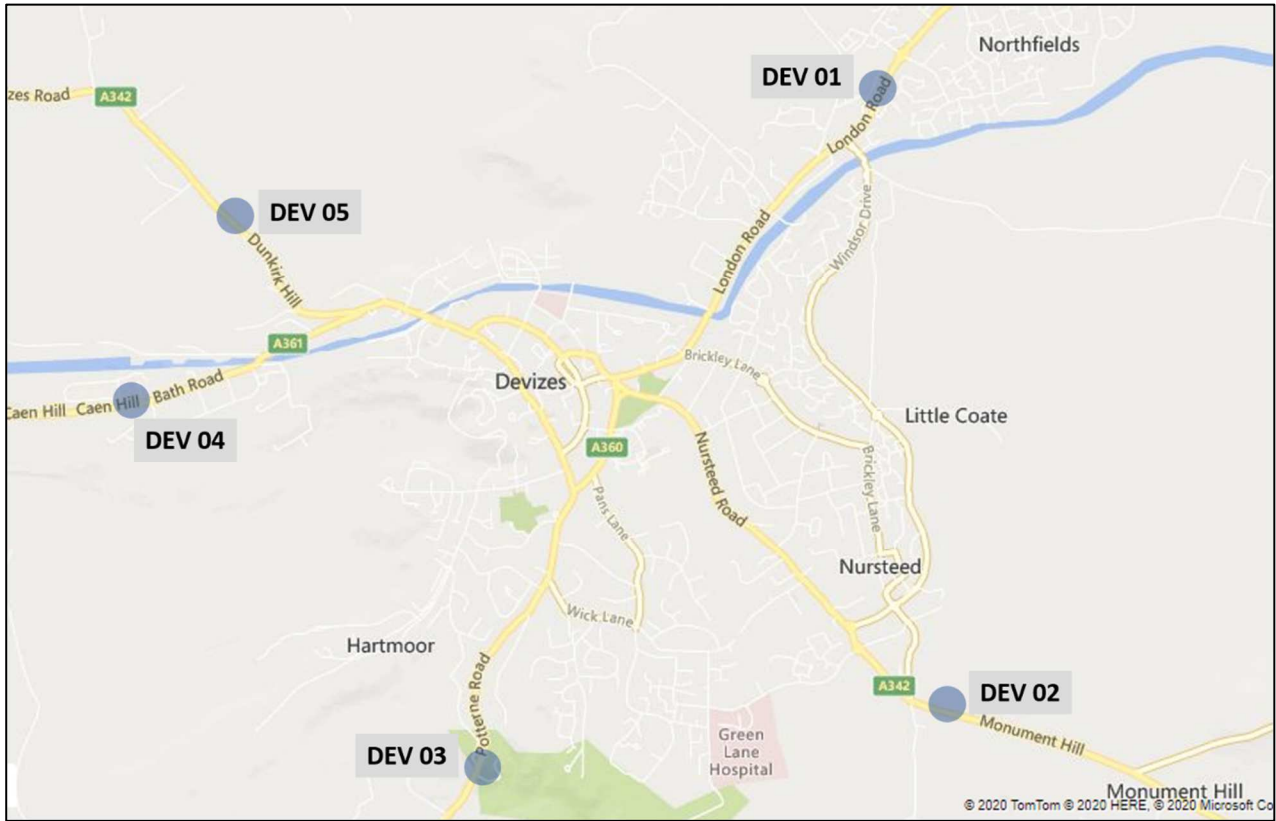 Northfields
DEV 01
zes Road
A342
London Road
DEV 05
Windsor Drive
Dunkirk Hill
London Road
A361
Brickley Lane
Devizes
Bath Road
Caen Hill
Caen Hill
Little Coate
DEV 04
A360
Nursteed Road
Brickley Lane
Pans Lane
Nursteed
Wick Lane
Hartmoor
Potterne Road
A342
DEV 02
Monument Hill
Green
Lane
Hospital
DEV 03
Monument Hill
© 2020 TomTom © 2020 HERE, © 2020 Microsoft Co